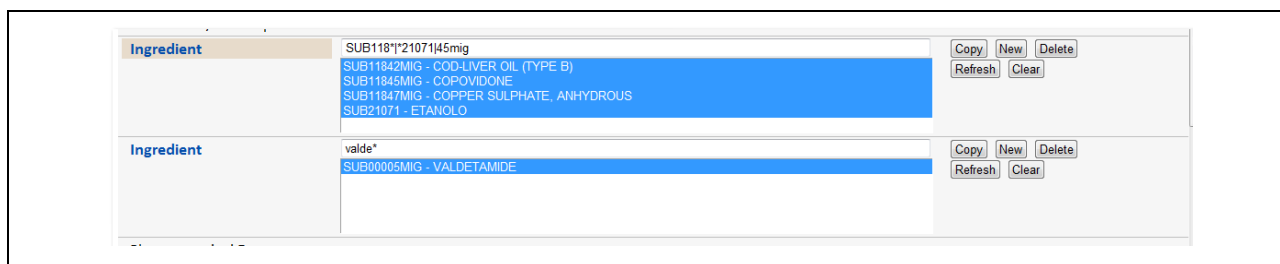 Ingredient SUB118*|*21071|45mig Copy New Delete
SUB11842MIG - COD-LIVER OIL (TYPE B) Refresh Clear
SUB11845MIG - COPOVIDONE
SUB11847MIG - COPPER SULPHATE, ANHYDROUS
SUB21071 - ETANOLO
Ingredient valde* Copy New Delete
SUB00005MIG - VALDETAMIDE Refresh Clear